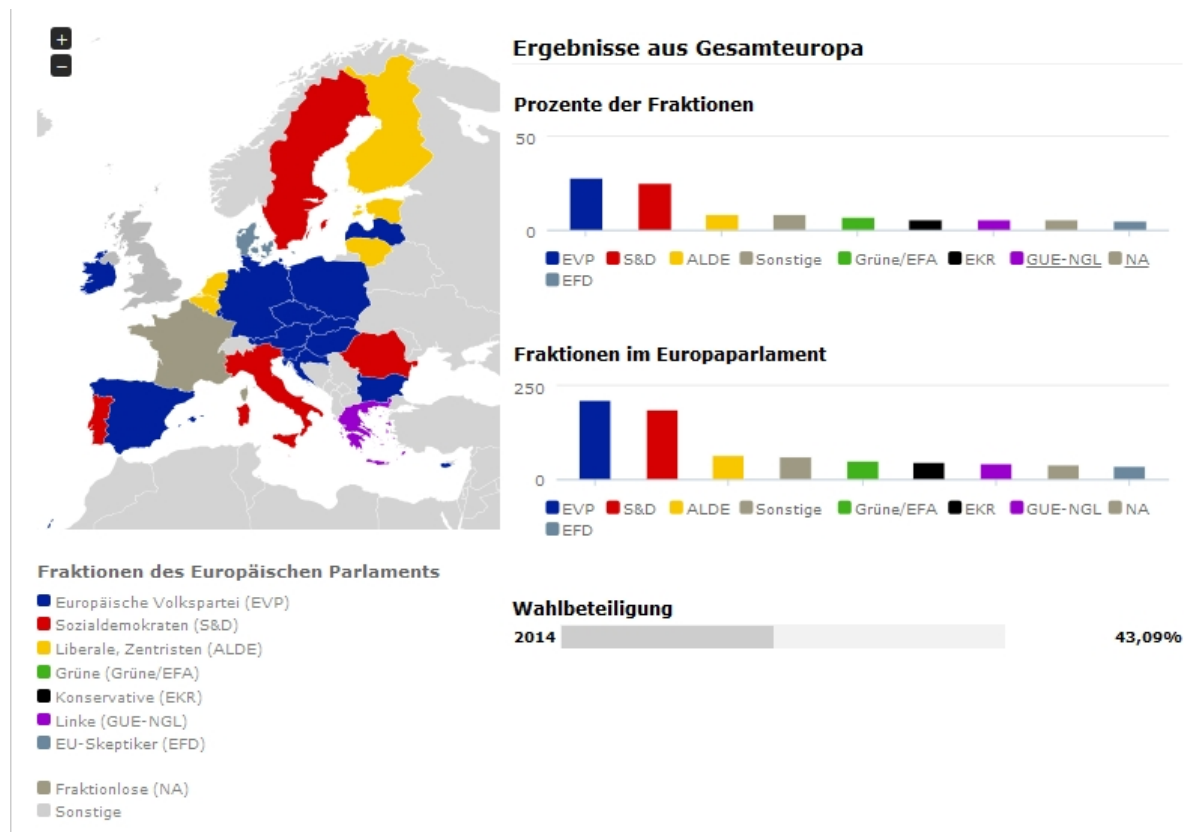 +
−
Ergebnisse aus Gesamteuropa
Prozente der Fraktionen
50
0
EVP S&D ALDE Sonstige Grüne/EFA EKR GUE-NGL NA
EFD
Fraktionen im Europaparlament
250
0
EVP S&D ALDE Sonstige Grüne/EFA EKR GUE-NGL NA
EFD
Fraktionen des Europäischen Parlaments
Europäische Volkspartei (EVP)
Sozialdemokraten (S&D)
Liberale, Zentristen (ALDE)
Grüne (Grüne/EFA)
Konservative (EKR)
Linke (GUE-NGL)
EU-Skeptiker (EFD)
Fraktionlose (NA)
Sonstige
Wahlbeteiligung
2014 43,09%